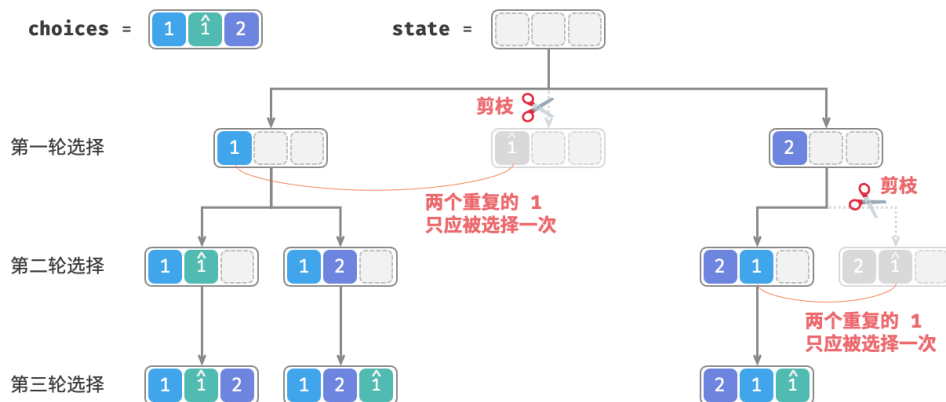 choices = 1 1̂ 2
state =
剪枝
第一轮选择
1
1̂
2
两个重复的 1
只应被选择一次
剪枝
第二轮选择
1 1̂
1 2
2 1
2 1̂
两个重复的 1
只应被选择一次
第三轮选择
1 1̂ 2
1 2 1̂
2 1 1̂